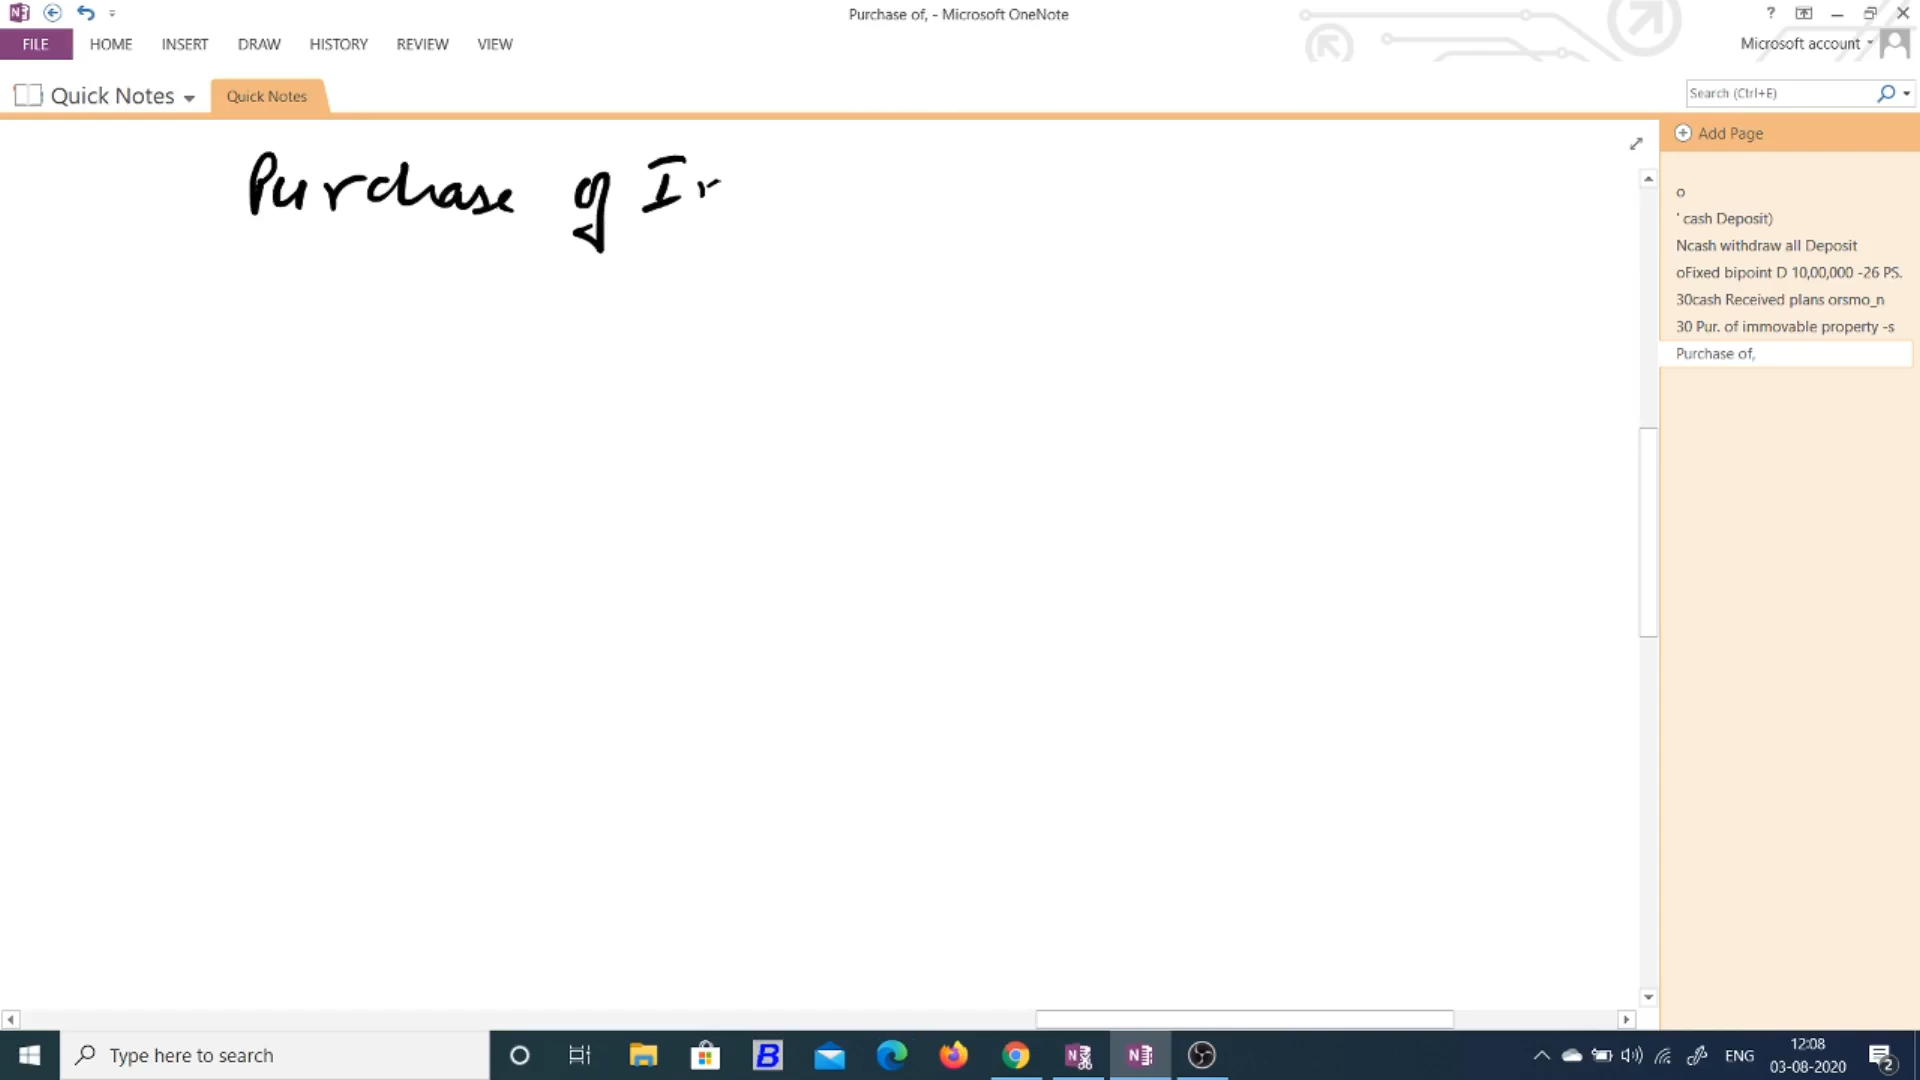 Purchase of, - Microsoft OneNote
?
FILE HOME INSERT DRAW HISTORY REVIEW VIEW
Microsoft account
Quick Notes
Quick Notes
Search (Ctrl+E)
Add Page
Purchase of
o
' cash Deposit)
Ncash withdraw all Deposit
oFixed bipoint D 10,00,000 -26 PS.
30cash Received plans orsmo_n
30 Pur. of immovable property -s
Purchase of,
Type here to search
ENG
12:08
03-08-2020
2